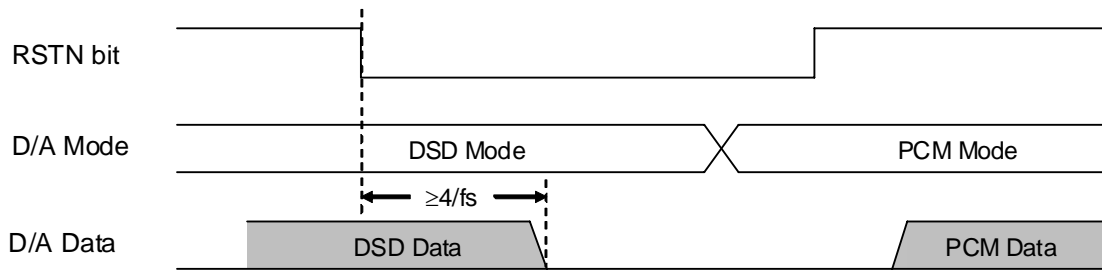 RSTN bit
D/A Mode
DSD Mode
PCM Mode
≥4/fs
D/A Data
DSD Data
PCM Data